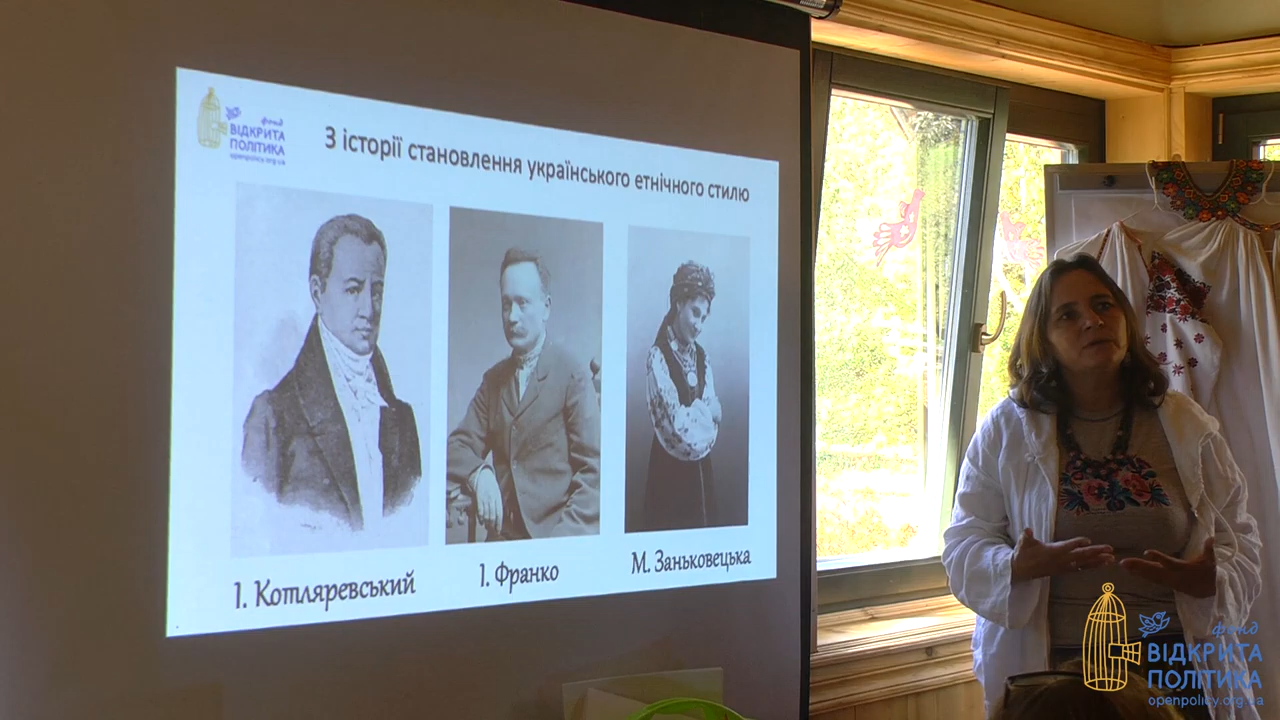 фонд
ВІДКРИТА
ПОЛІТИКА
openpolicy.org.ua
З історії становлення українського етнічного стилю
І. Котляревський
І. Франко
М. Заньковецька
фонд
ВІДКРИТА
ПОЛІТИКА
openpolicy.org.ua